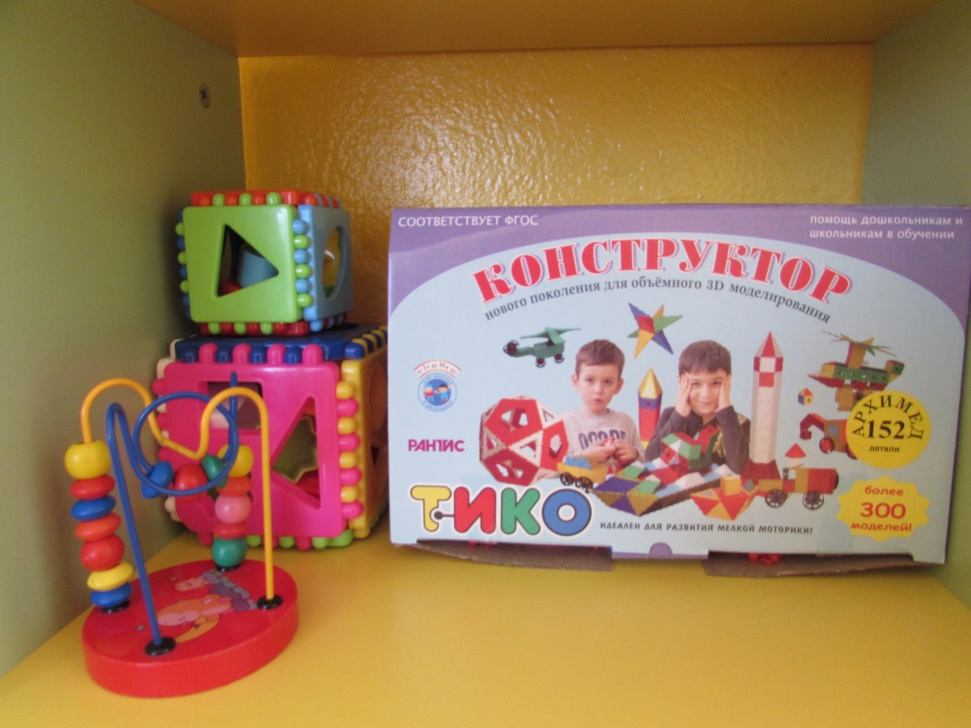 СООТВЕТСТВУЕТ ФГОС
ПОМОЩЬ ДОШКОЛЬНИКАМ И
ШКОЛЬНИКАМ В ОБУЧЕНИИ
КОНСТРУКТОР
нового поколения для объёмного 3D моделирования
РАНТИС
АРХИМЕД
152
детали
ТИКО
ИДЕАЛЕН ДЛЯ РАЗВИТИЯ МЕЛКОЙ МОТОРИКИ!
более
300
моделей!